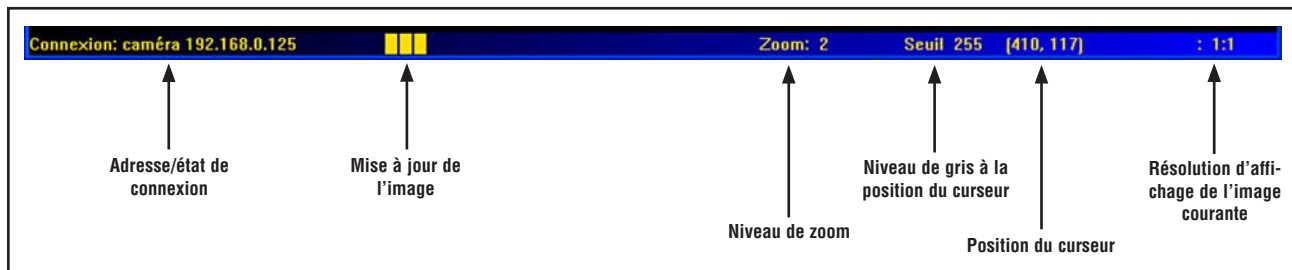 Connexion: caméra 192.168.0.125
Zoom: 2
Seuil 255
(410, 117)
: 1:1
Adresse/état de
connexion
Mise à jour de
l'image
Niveau de zoom
Niveau de gris à la
position du curseur
Position du curseur
Résolution d'affi-
chage de l'image
courante